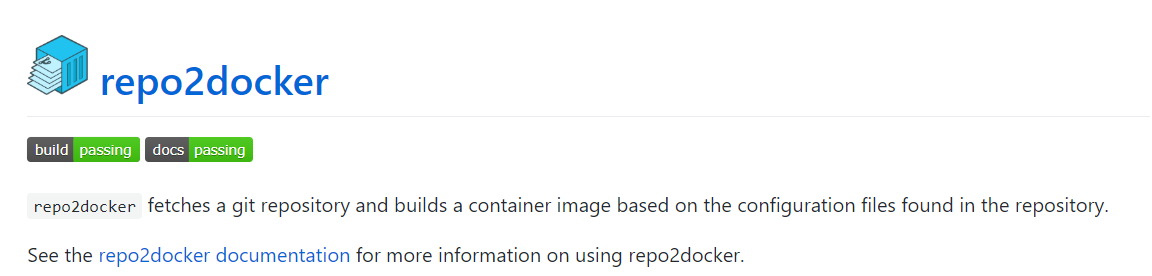 repo2docker
build passing docs passing
repo2docker fetches a git repository and builds a container image based on the configuration files found in the repository.
See the repo2docker documentation for more information on using repo2docker.